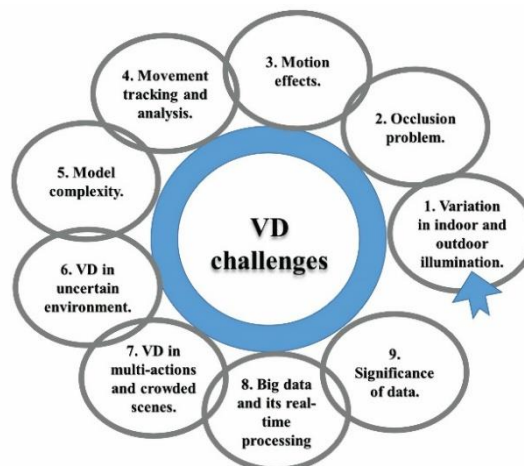 VD
challenges
1. Variation
in indoor and
outdoor
illumination.
2. Occlusion
problem.
3. Motion
effects.
4. Movement
tracking and
analysis.
5. Model
complexity.
6. VD in
uncertain
environment.
7. VD in
multi-actions
and crowded
scenes.
8. Big data
and its real-
time
processing
9.
Significance
of data.